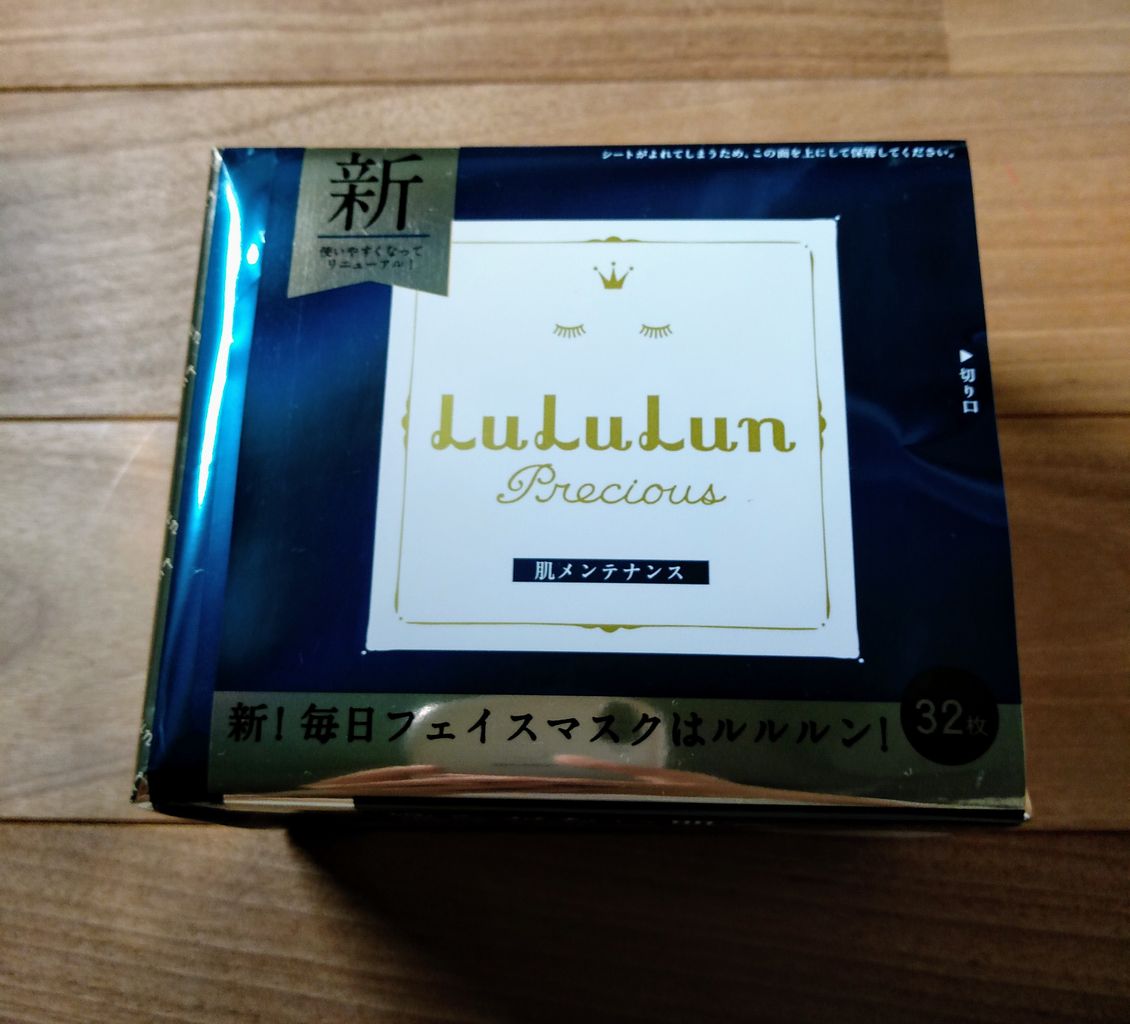 シートがよれてしまうため、この面を上にして保管してください。
新
使いやすくなって
リニューアル!
LuLuLun
Precious
肌メンテナンス
▶切り口
新!毎日フェイスマスクはルルルン!
32枚